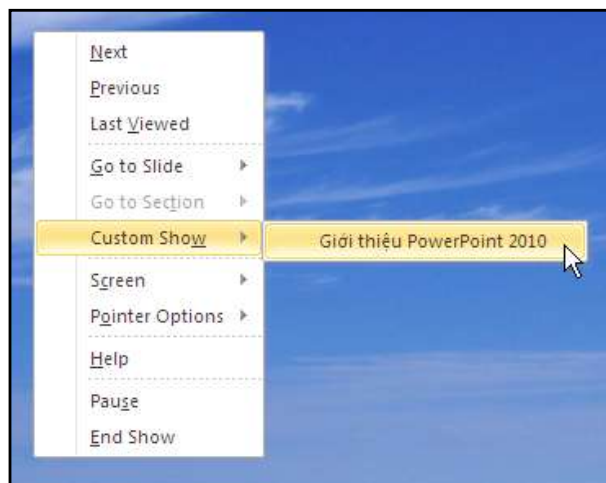 Next
Previous
Last Viewed
Go to Slide
Go to Section
Custom Show
Giới thiệu PowerPoint 2010
Screen
Pointer Options
Help
Pause
End Show